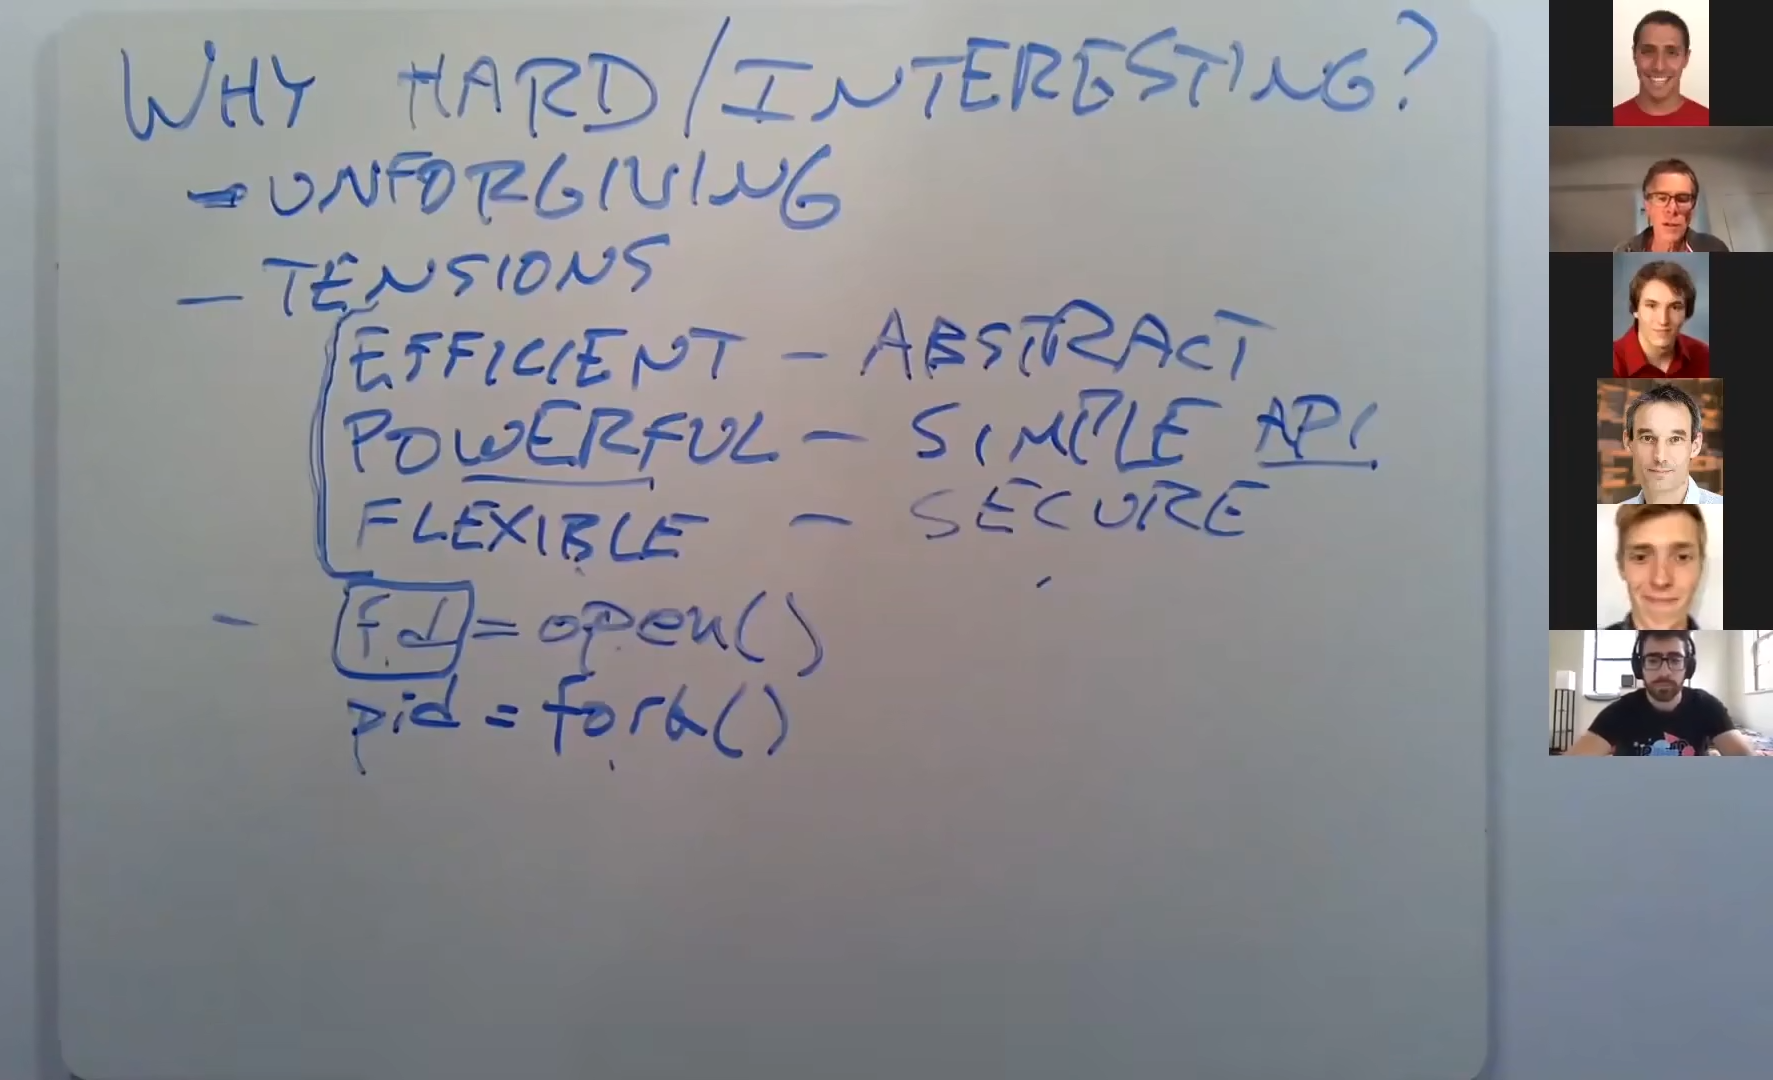 WHY HARD/INTERESTING?
- UNFORGIVING
- TENSIONS
EFFICIENT - ABSTRACT
POWERFUL - SIMPLE API
FLEXIBLE - SECURE
- fd = open()
pid = fork()